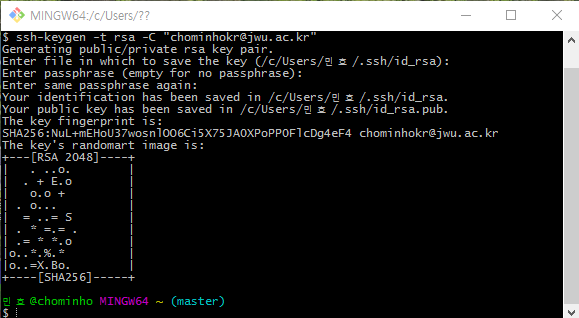 MINGW64:/c/Users/??
$ ssh-keygen -t rsa -C "chominhokr@jwu.ac.kr"
Generating public/private rsa key pair.
Enter file in which to save the key (/c/Users/민호/.ssh/id_rsa):
Enter passphrase (empty for no passphrase):
Enter same passphrase again:
Your identification has been saved in /c/Users/민호/.ssh/id_rsa.
Your public key has been saved in /c/Users/민호/.ssh/id_rsa.pub.
The key fingerprint is:
SHA256:NuL+mEHoU37wosnlOO6Ci5X75JAOXPoPPOFlcDg4eF4 chominhokr@jwu.ac.kr
The key's randomart image is:
+---[RSA 2048]----+
|   . ..o.        |
|  . + E.o        |
|   o.o +         |
| . o...          |
|  = ..= S        |
| . * =.= .       |
| .= * *.o        |
|o..*.%.*         |
|o..=X.Bo.        |
+----[SHA256]-----+
민호@chominho MINGW64 ~ (master)
$